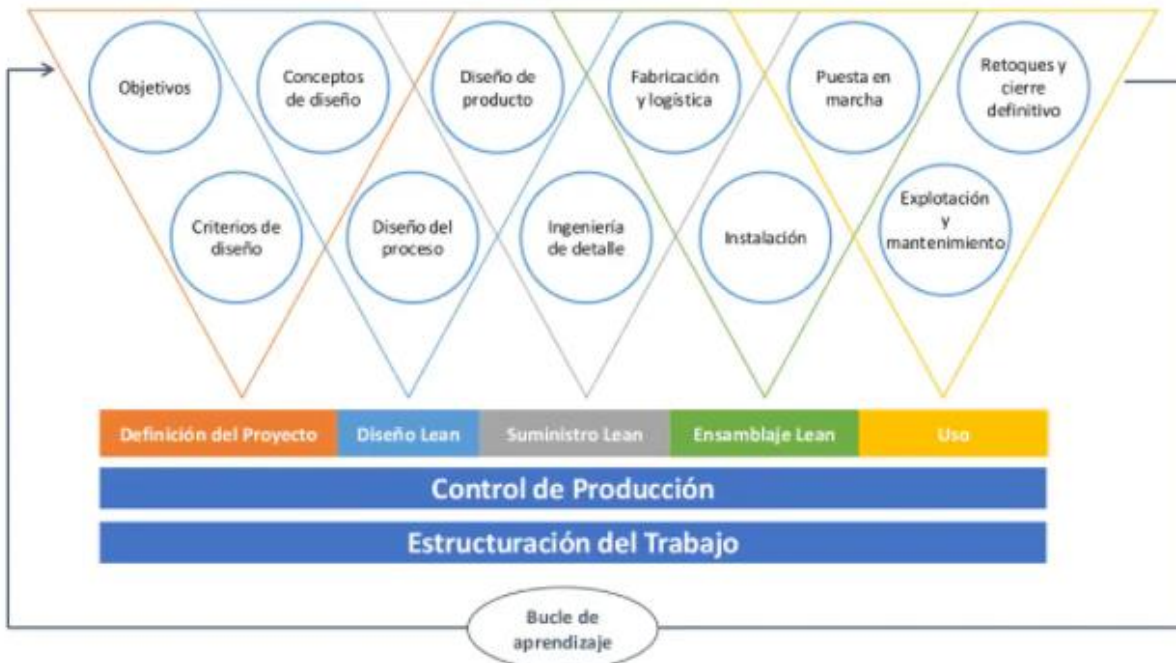 Objetivos
Conceptos
de diseño
Diseño de
producto
Fabricación
y logística
Puesta en
marcha
Retoques y
cierre
definitivo
Criterios de
diseño
Diseño del
proceso
Ingeniería
de detalle
Instalación
Explotación
y
mantenimiento
Definición del Proyecto
Diseño Lean
Suministro Lean
Ensamblaje Lean
Uso
Control de Producción
Estructuración del Trabajo
Bucle de
aprendizaje